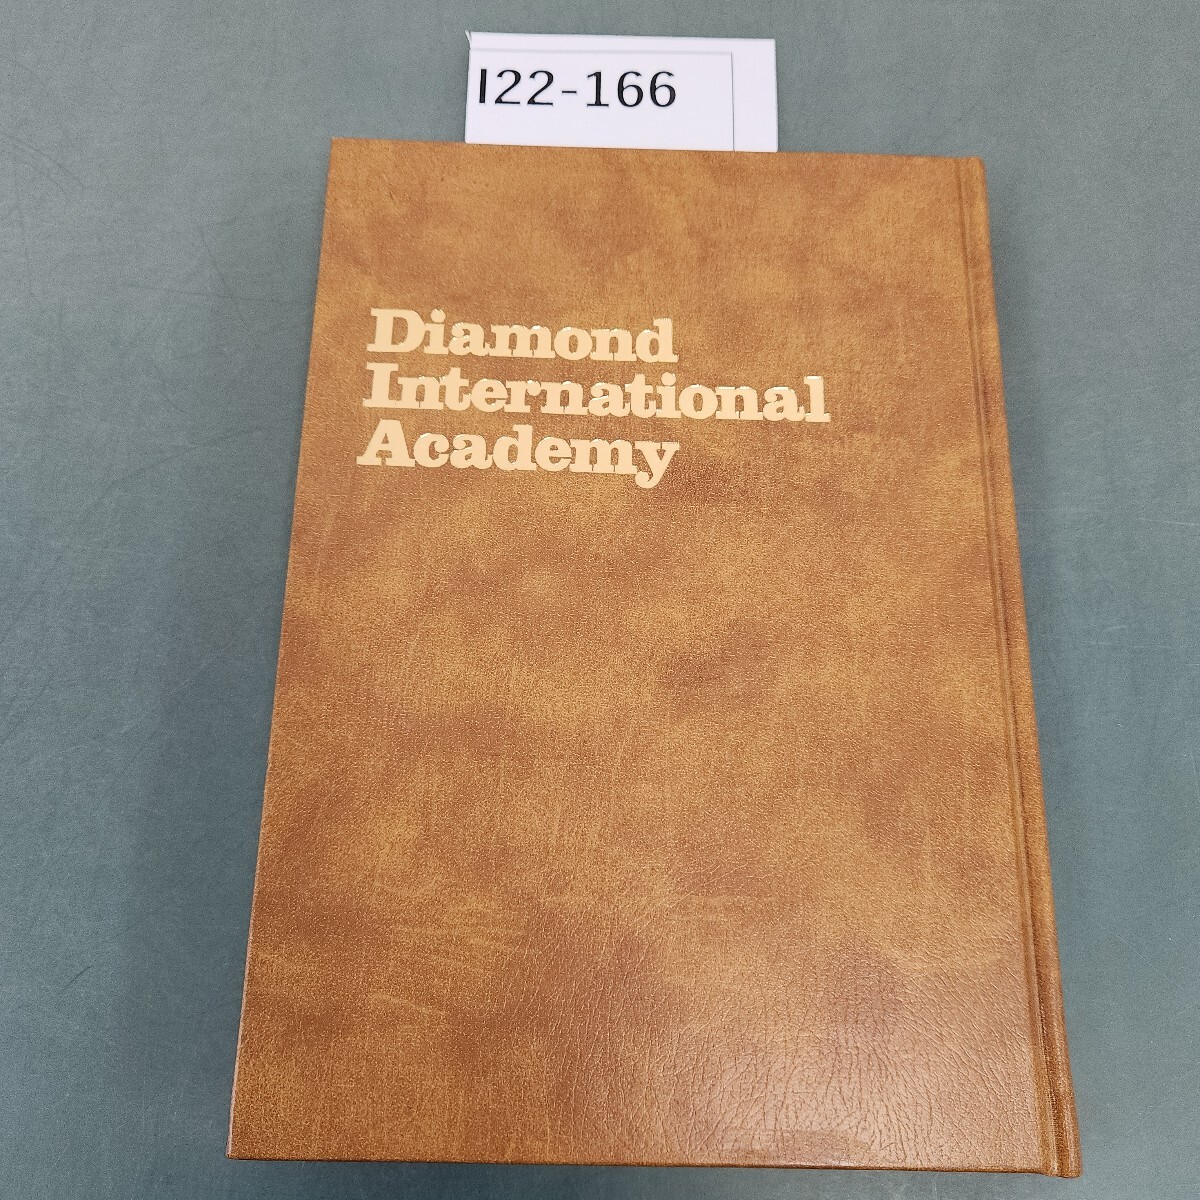 I22-166
Diamond
International
Academy